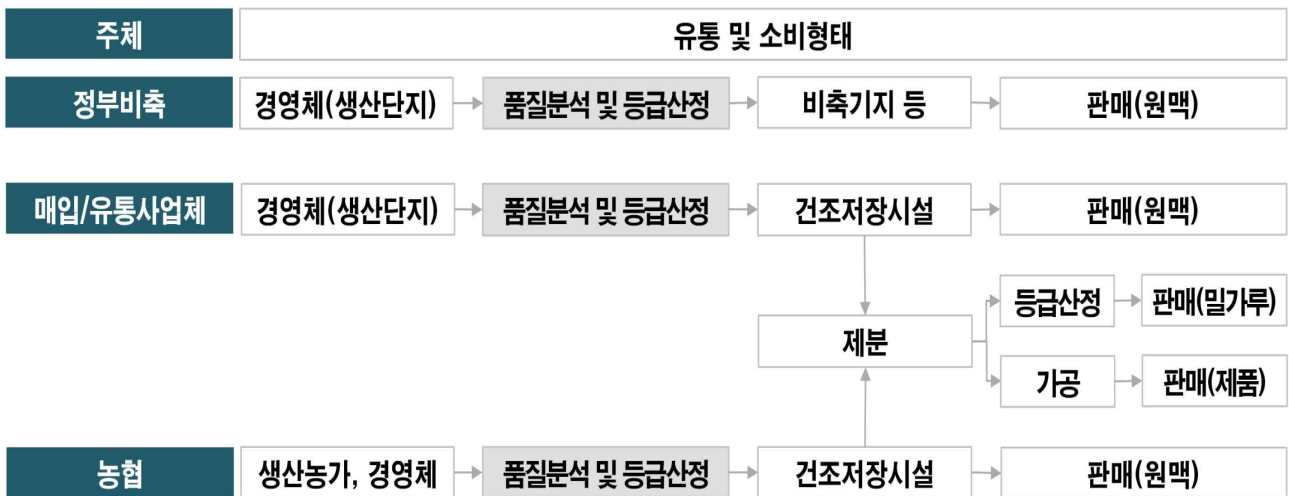 주체
유통 및 소비형태
정부비축
경영체(생산단지)
품질분석 및 등급산정
비축기지 등
판매(원맥)
매입/유통사업체
경영체(생산단지)
품질분석 및 등급산정
건조저장시설
판매(원맥)
제분
등급산정
판매(밀가루)
가공
판매(제품)
농협
생산농가, 경영체
품질분석 및 등급산정
건조저장시설
판매(원맥)